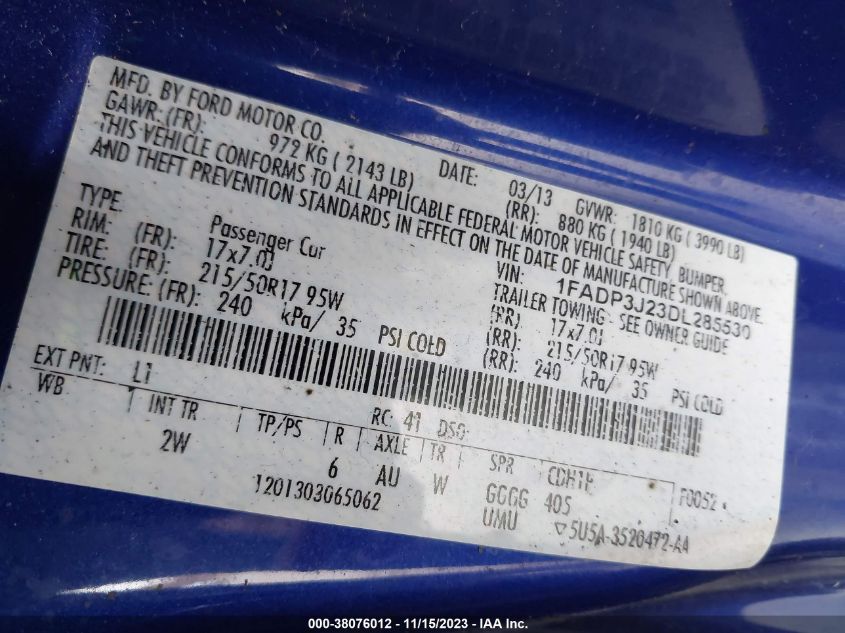 MFD. BY FORD MOTOR CO.
DATE: 03/13 GVWR: 1810 KG ( 3990 LB)
GAWR: (FR): 972 KG ( 2143 LB) (RR): 880 KG ( 1940 LB)
THIS VEHICLE CONFORMS TO ALL APPLICABLE FEDERAL MOTOR VEHICLE SAFETY, BUMPER,
AND THEFT PREVENTION STANDARDS IN EFFECT ON THE DATE OF MANUFACTURE SHOWN ABOVE.
VIN: 1FADP3J23DL285530
TYPE: Passenger Car TRAILER TOWING - SEE OWNER GUIDE
RIM: (FR): 17x7.0J (RR): 17x7.0J
TIRE: (FR): 215/50R17 95W (RR): 215/50R17 95W
PRESSURE: (FR): 240 kPa/ 35 PSI COLD (RR): 240 kPa/ 35 PSI COLD
EXT PNT: L1 RC: 41 DSO:
WB INT TR TP/PS R AXLE TR SPR
2W 6 AU W GGGG 405 F0052
1201303065062 UMU ▽5U5A-3520472-AA
000-38076012 - 11/15/2023 - IAA Inc.